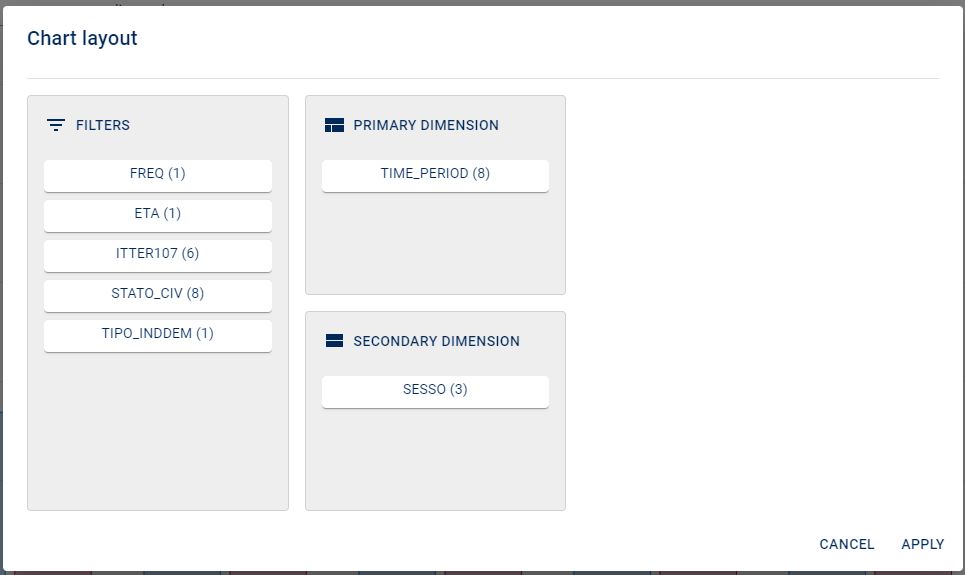 Chart layout
FILTERS
FREQ (1)
ETA (1)
ITTER107 (6)
STATO_CIV (8)
TIPO_INDDEM (1)
PRIMARY DIMENSION
TIME_PERIOD (8)
SECONDARY DIMENSION
SESSO (3)
CANCEL APPLY